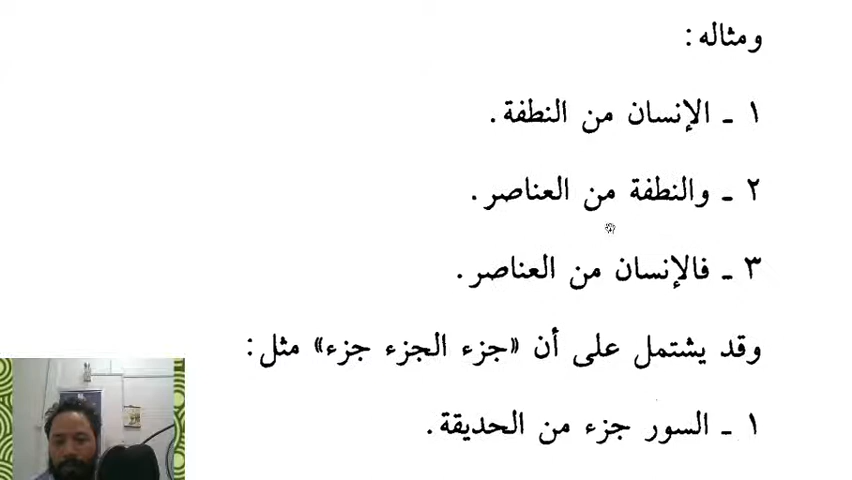 ومثاله :
١ ـ الإنسان من النطفة .
٢ ـ والنطفة من العناصر .
٣ ـ فالإنسان من العناصر .
وقد يشتمل على أن «جزء الجزء جزء» مثل :
١ ـ السور جزء من الحديقة .